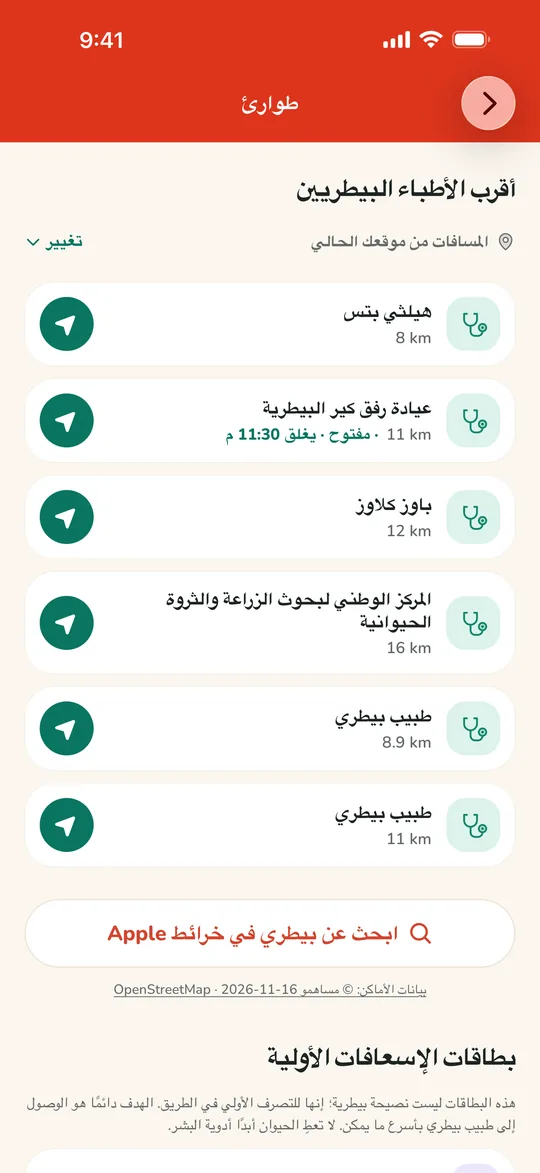 9:41
طوارئ
أقرب الأطباء البيطريين
المسافات من موقعك الحالي
تغيير
هيلثي بتس
8 km
عيادة رفق كير البيطرية
11 km · مفتوح · يغلق 11:30 م
باوز كلاوز
12 km
المركز الوطني لبحوث الزراعة والثروة
الحيوانية
16 km
طبيب بيطري
8.9 km
طبيب بيطري
11 km
ابحث عن بيطري في خرائط Apple
بيانات الأماكن: © مساهمو OpenStreetMap · 2026-11-16
بطاقات الإسعافات الأولية
هذه البطاقات ليست نصيحة بيطرية؛ إنها للتصرف الأولي في الطريق. الهدف دائمًا هو الوصول
إلى طبيب بيطري بأسرع ما يمكن. لا تعطِ الحيوان أبدًا أدوية البشر.